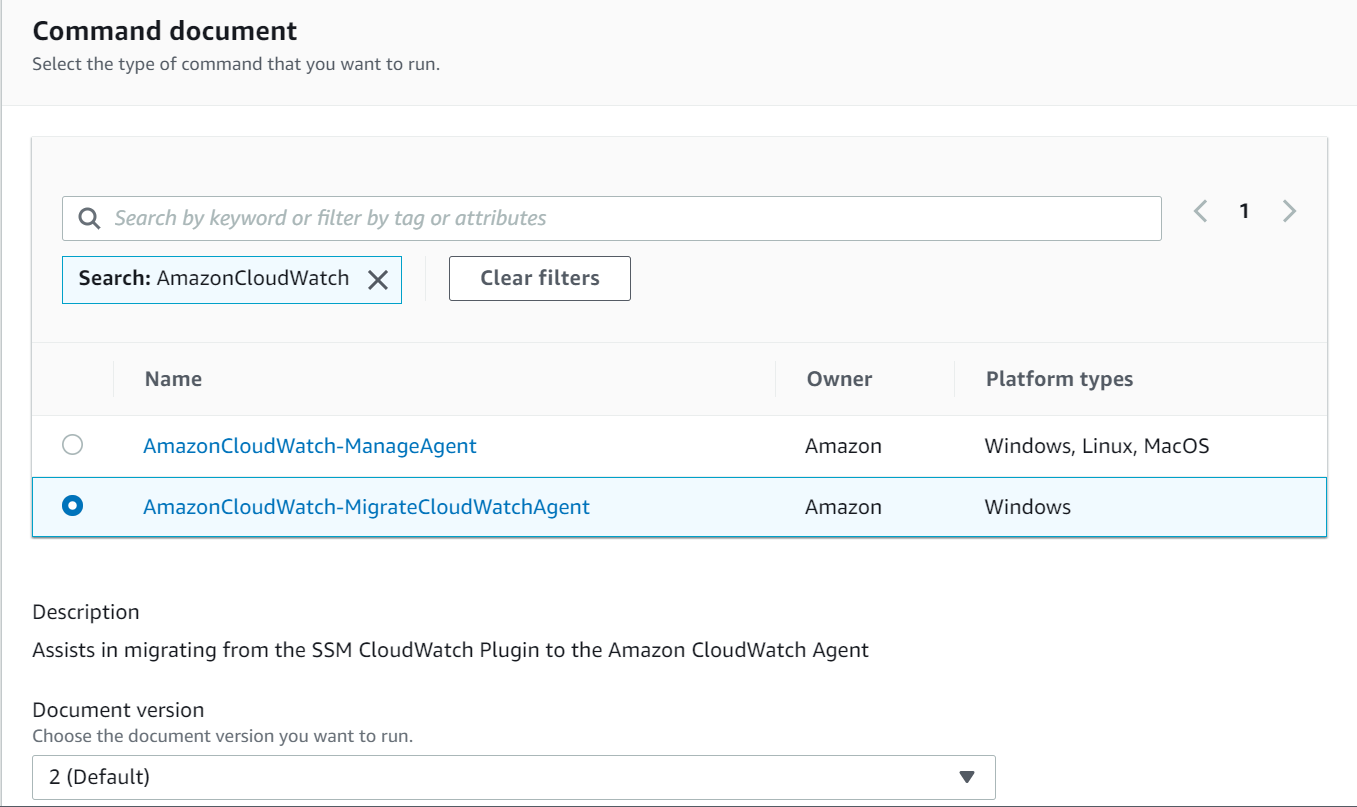 Command document
Select the type of command that you want to run.
Search by keyword or filter by tag or attributes
1
Search: AmazonCloudWatch
Clear filters
Name Owner Platform types
AmazonCloudWatch-ManageAgent Amazon Windows, Linux, MacOS
AmazonCloudWatch-MigrateCloudWatchAgent Amazon Windows
Description
Assists in migrating from the SSM CloudWatch Plugin to the Amazon CloudWatch Agent
Document version
Choose the document version you want to run.
2 (Default)